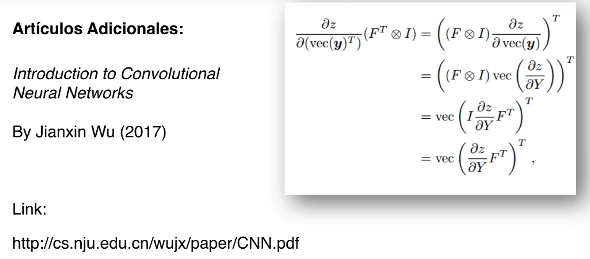 Artículos Adicionales:
Introduction to Convolutional
Neural Networks
By Jianxin Wu (2017)
Link:
http://cs.nju.edu.cn/wujx/paper/CNN.pdf
∂z/∂(vec(y)^T) (F^T ⊗ I) = ((F ⊗ I) ∂z/∂ vec(y))^T
= ((F ⊗ I) vec (∂z/∂Y))^T
= vec (I ∂z/∂Y F^T)^T
= vec (∂z/∂Y F^T)^T ,